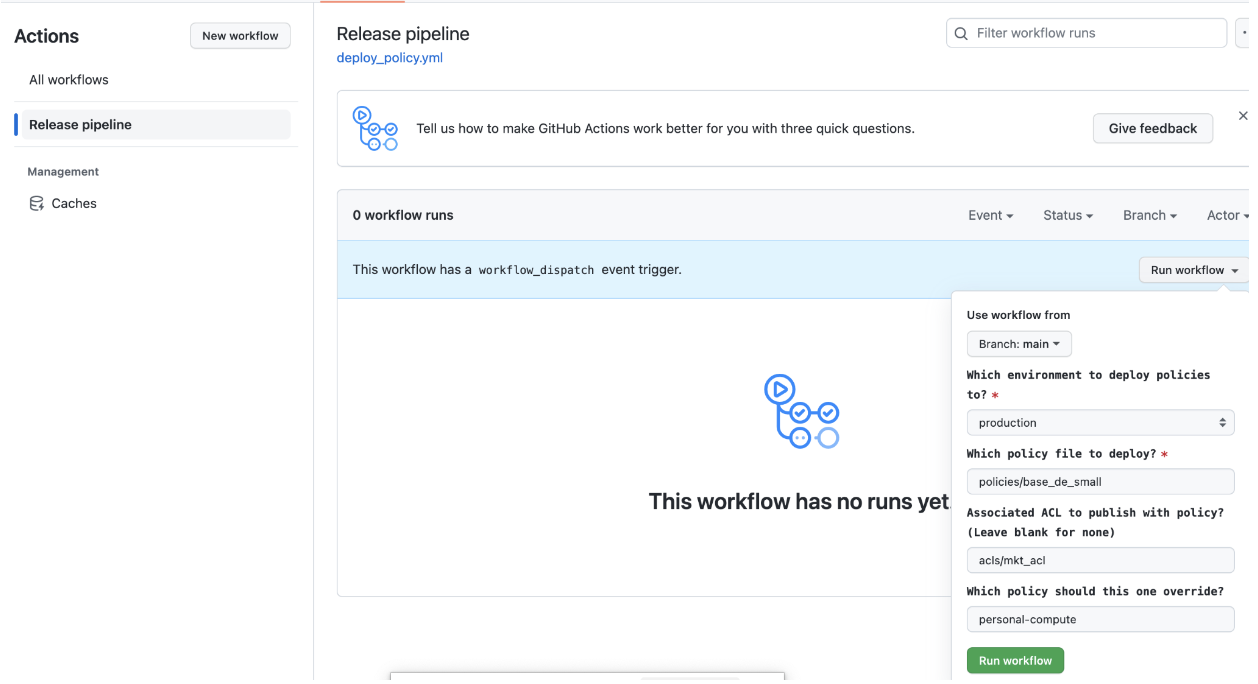 Actions
New workflow
All workflows
Release pipeline
Management
Caches
Release pipeline
deploy_policy.yml
Filter workflow runs
Tell us how to make GitHub Actions work better for you with three quick questions.
Give feedback
0 workflow runs
Event
Status
Branch
Actor
This workflow has a workflow_dispatch event trigger.
Run workflow
This workflow has no runs yet.
Use workflow from
Branch: main
Which environment to deploy policies
to? *
production
Which policy file to deploy? *
policies/base_de_small
Associated ACL to publish with policy?
(Leave blank for none)
acls/mkt_acl
Which policy should this one override?
personal-compute
Run workflow